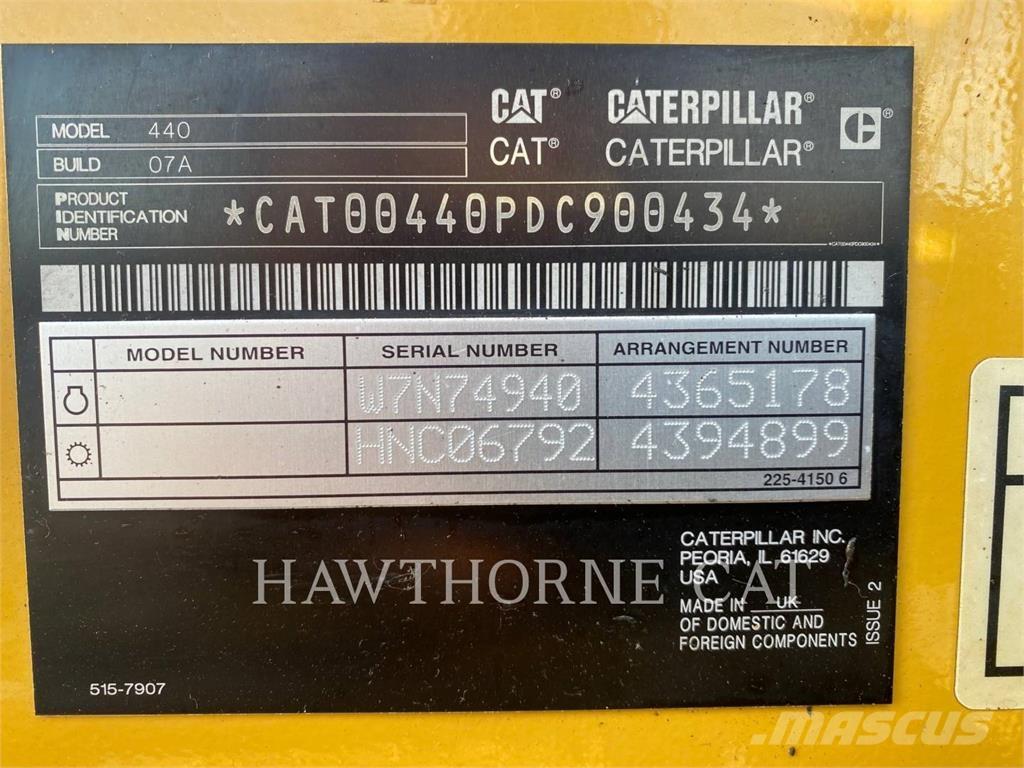 CAT® CATERPILLAR®
CAT® CATERPILLAR® C®
MODEL 440
BUILD 07A
PRODUCT
IDENTIFICATION
NUMBER
*CAT00440PDC900434*
*CAT00440PDC900434*
MODEL NUMBER SERIAL NUMBER ARRANGEMENT NUMBER
W7N74940 4365178
HNC06792 4394899
225-4150 6
CATERPILLAR INC.
PEORIA, IL 61629
USA
MADE IN UK
OF DOMESTIC AND
FOREIGN COMPONENTS
ISSUE 2
HAWTHORNE CAT
515-7907
MASCUS